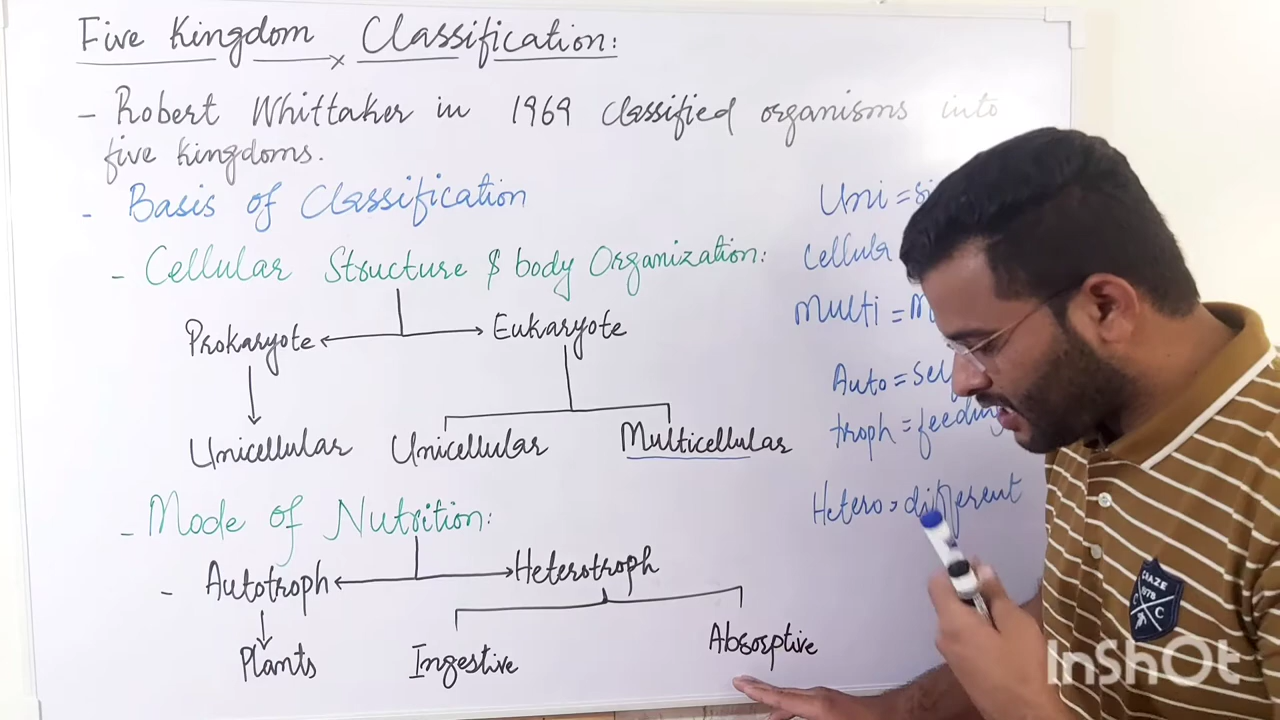 Five Kingdom Classification:
- Robert Whittaker in 1969 classified organisms into
five kingdoms.
- Basis of Classification
- Cellular Structure & body Organization:
Prokaryote Eukaryote
Unicellular Unicellular Multicellular
- Mode of Nutrition:
- Autotroph Heterotroph
Plants Ingestive Absorptive
Uni =
Cellula
Multi =
Auto =
troph = feeding
Hetero = different
CRAZE
C C
InShOt